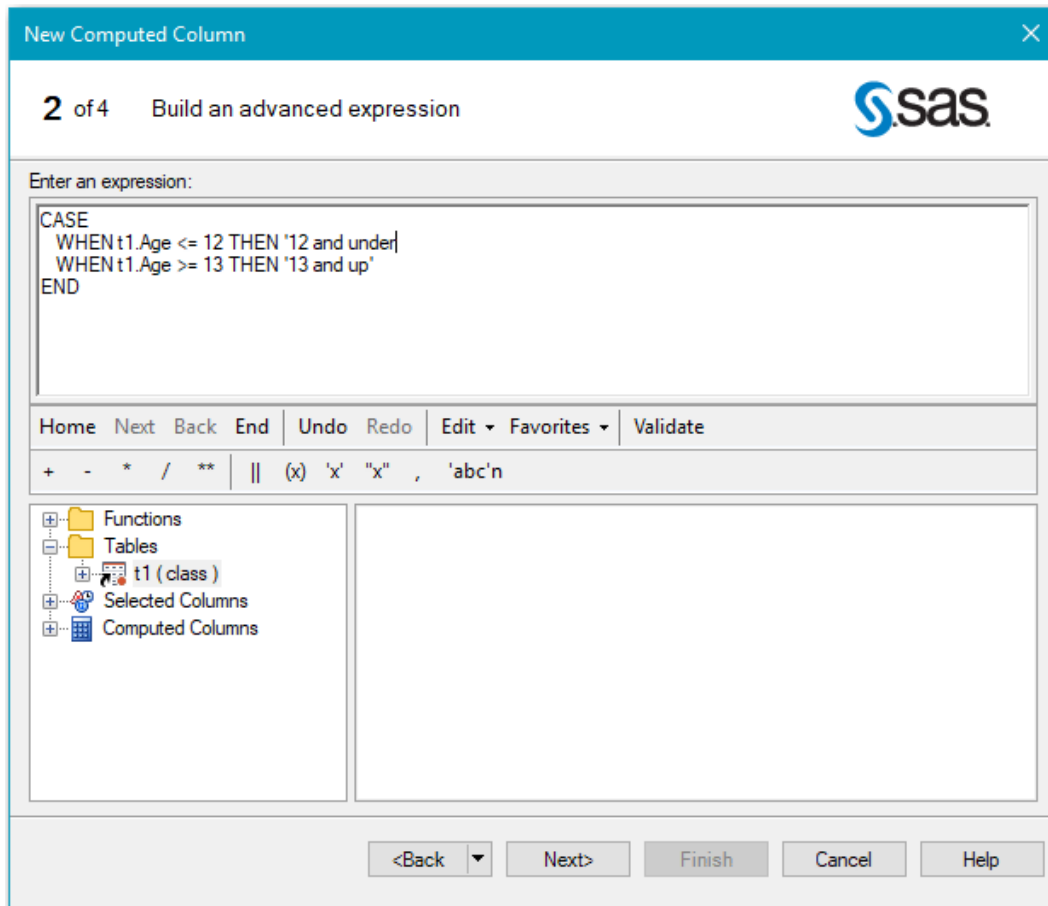 New Computed Column
2 of 4 Build an advanced expression
sas
Enter an expression:
CASE
WHEN t1.Age <= 12 THEN '12 and under
WHEN t1.Age >= 13 THEN '13 and up'
END
Home Next Back End Undo Redo Edit Favorites Validate
+ - * / ** || (x) 'x' "x" , 'abc'n
Functions
Tables
t1 ( class )
Selected Columns
Computed Columns
<Back Next> Finish Cancel Help